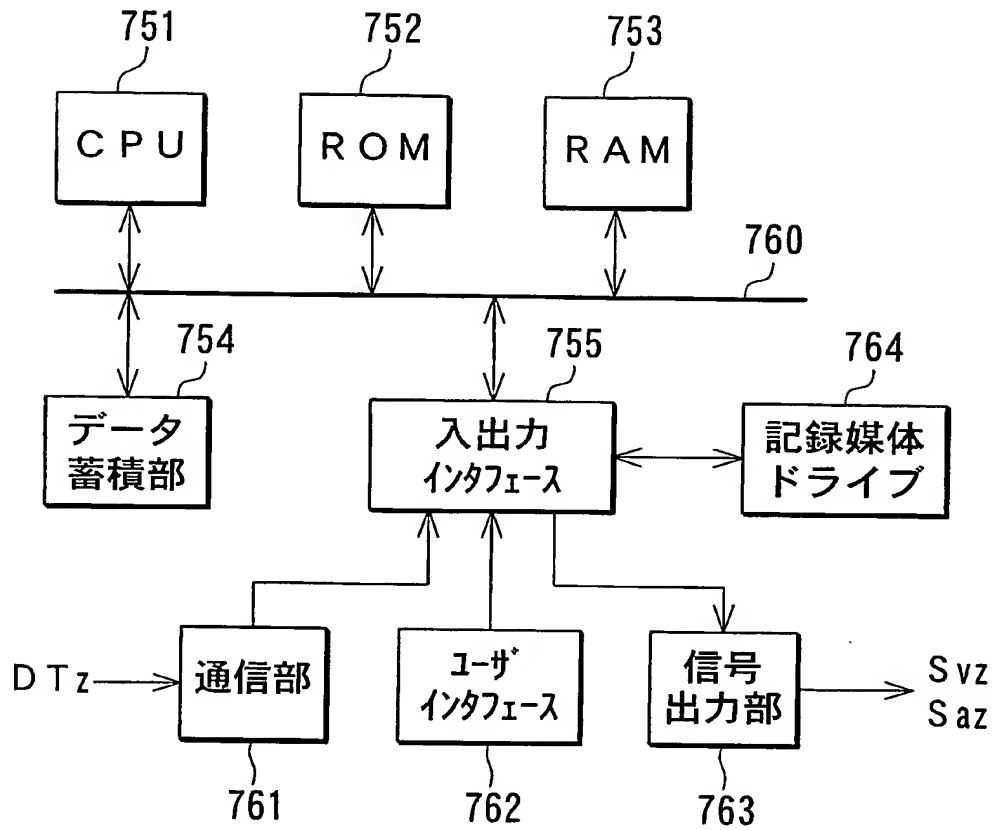 751
752
753
CPU
ROM
RAM
760
754
755
764
データ
蓄積部
入出力
インタフェース
記録媒体
ドライブ
DTz
通信部
ユーザ
インタフェース
信号
出力部
Svz
Saz
761
762
763